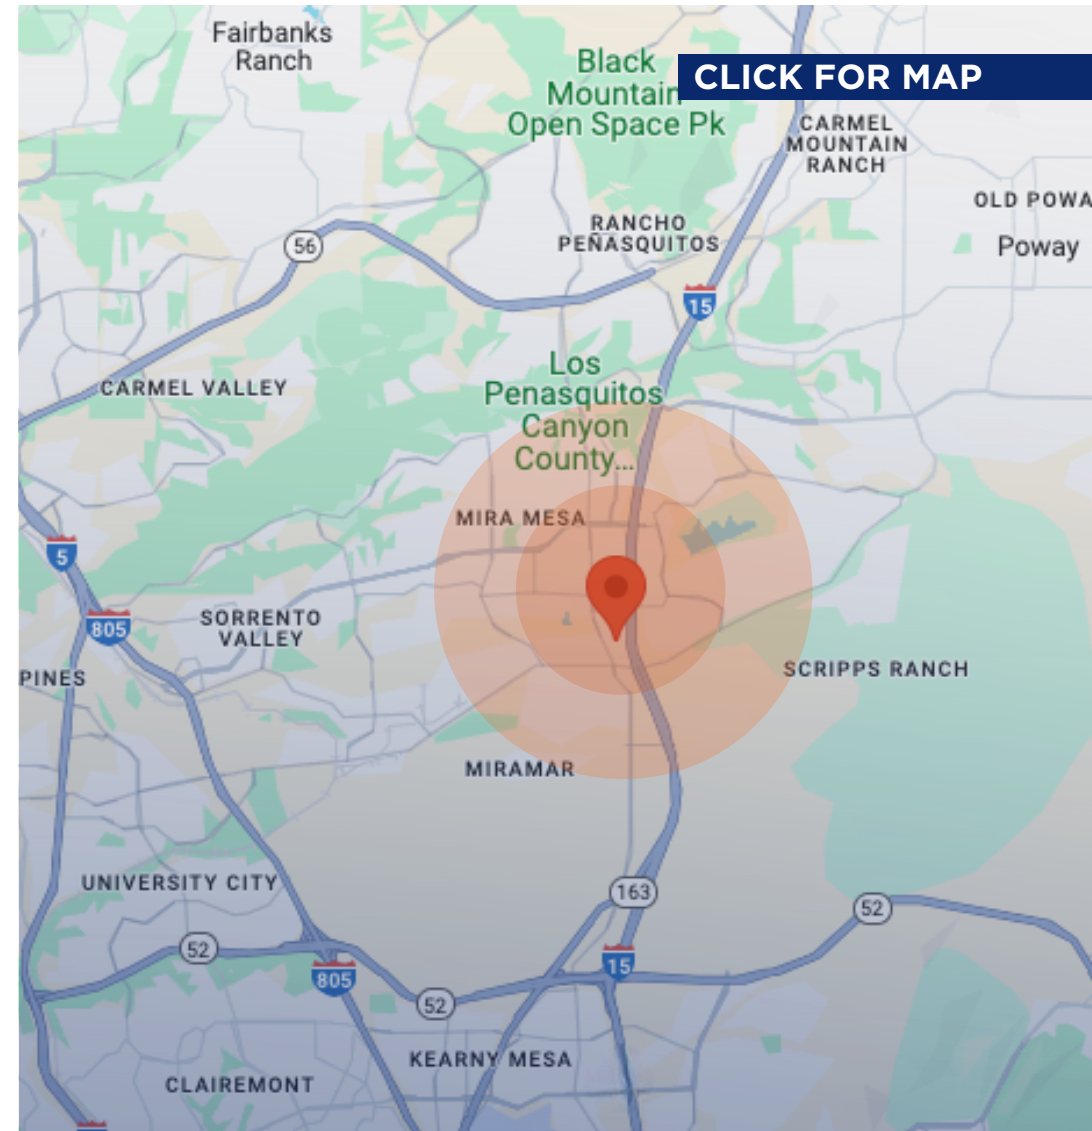 Fairbanks
Ranch
Black
Mountain
Open Space Pk
CLICK FOR MAP
CARMEL
MOUNTAIN
RANCH
OLD POWA
Poway
RANCHO
PEÑASQUITOS
56
15
Los
Penasquitos
Canyon
County...
CARMEL VALLEY
MIRA MESA
5
805
SORRENTO
VALLEY
PINES
SCRIPPS RANCH
MIRAMAR
UNIVERSITY CITY
163
52
52
15
805
52
KEARNY MESA
CLAIREMONT